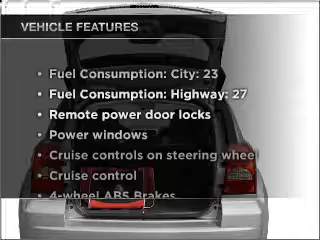 VEHICLE FEATURES
• Fuel Consumption: City: 23
• Fuel Consumption: Highway: 27
• Remote power door locks
• Power windows
• Cruise controls on steering wheel
• Cruise control
• 4-wheel ABS Brakes